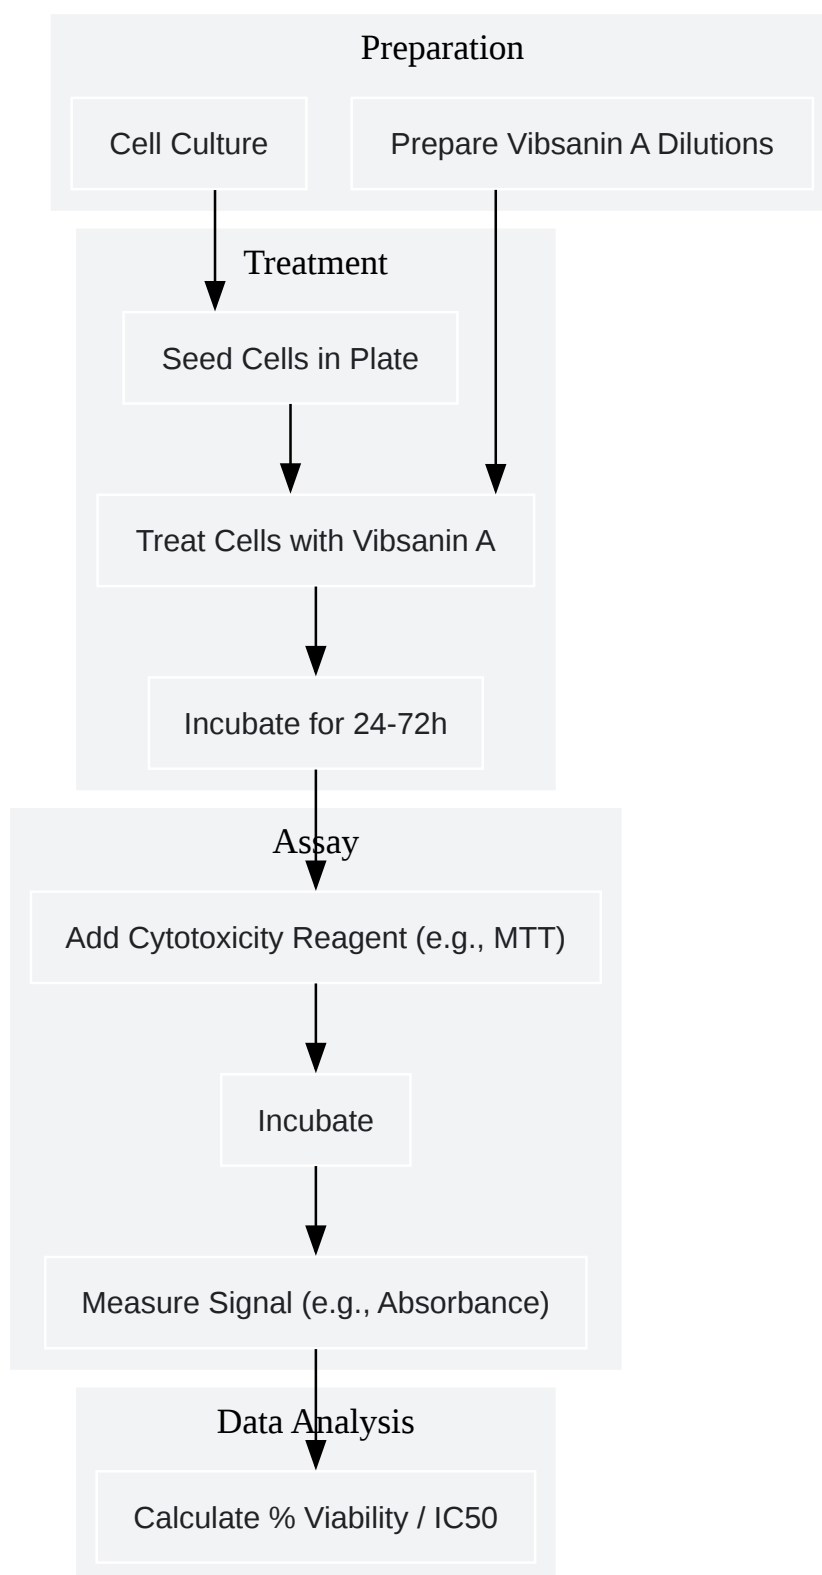 Preparation
Cell Culture
Prepare Vibsanin A Dilutions
Treatment
Seed Cells in Plate
Treat Cells with Vibsanin A
Incubate for 24-72h
Assay
Add Cytotoxicity Reagent (e.g., MTT)
Incubate
Measure Signal (e.g., Absorbance)
Data Analysis
Calculate % Viability / IC50